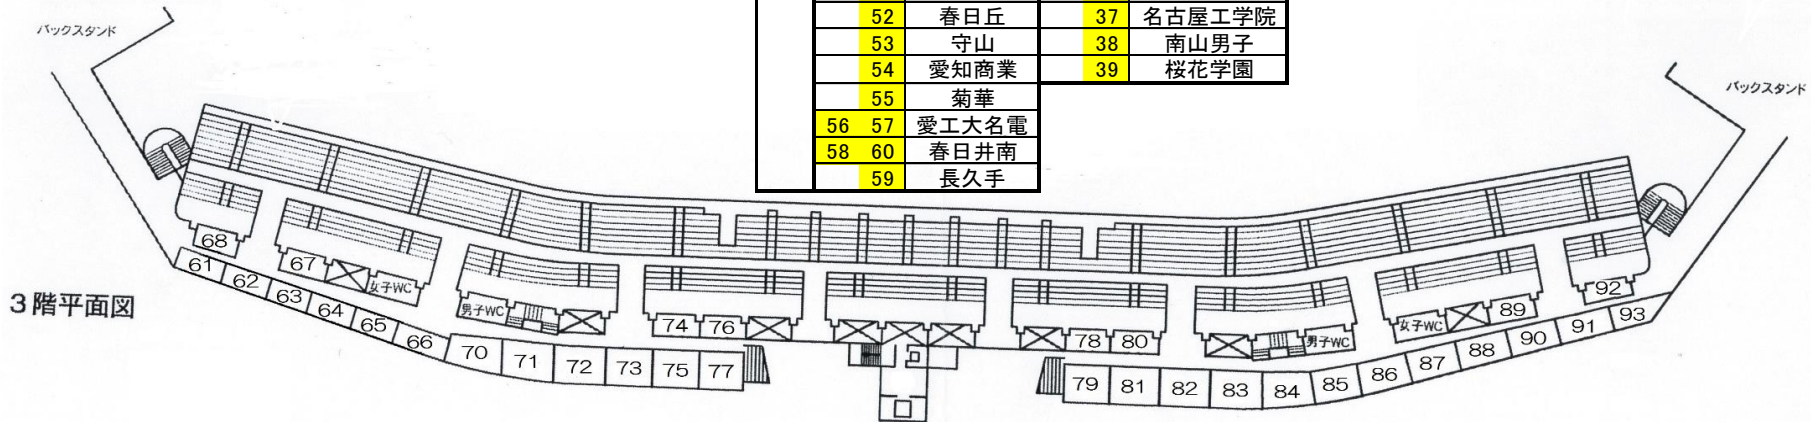 バックスタンド
52 春日丘 37 名古屋工学院
53 守山 38 南山男子
54 愛知商業 39 桜花学園
55 菊華
56 57 愛工大名電
58 60 春日井南
59 長久手
バックスタンド
3階平面図
68
61 62 63 64 65 66
67 女子WC
男子WC
70 71 72 73 75 77
74 76
78 80
79 81 82 83 84 85 86 87 88 90 91 93
男子WC
女子WC 89
92